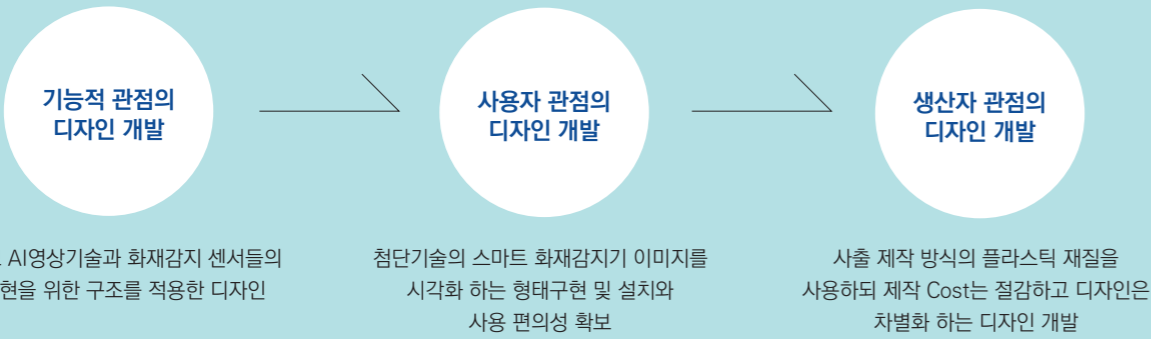 기능적 관점의
디자인 개발
사용자 관점의
디자인 개발
생산자 관점의
디자인 개발
AI영상기술과 화재감지 센서들의
위한 구조를 적용한 디자인
첨단기술의 스마트 화재감지기 이미지를
시각화 하는 형태구현 및 설치와
사용 편의성 확보
사출 제작 방식의 플라스틱 재질을
사용하되 제작 Cost는 절감하고 디자인은
차별화 하는 디자인 개발